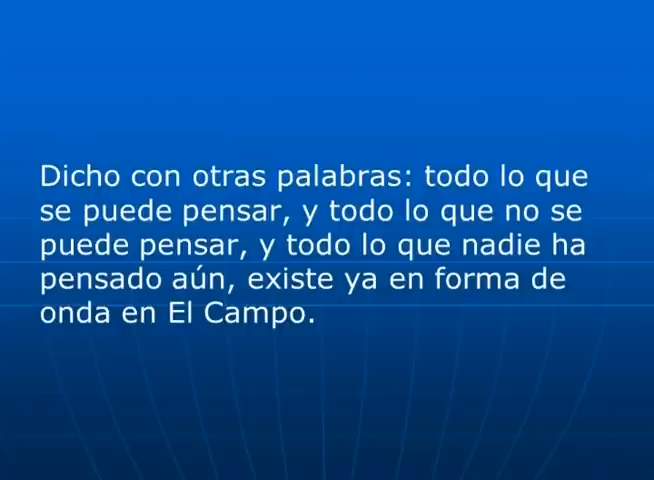 Dicho con otras palabras: todo lo que
se puede pensar, y todo lo que no se
puede pensar, y todo lo que nadie ha
pensado aún, existe ya en forma de
onda en El Campo.